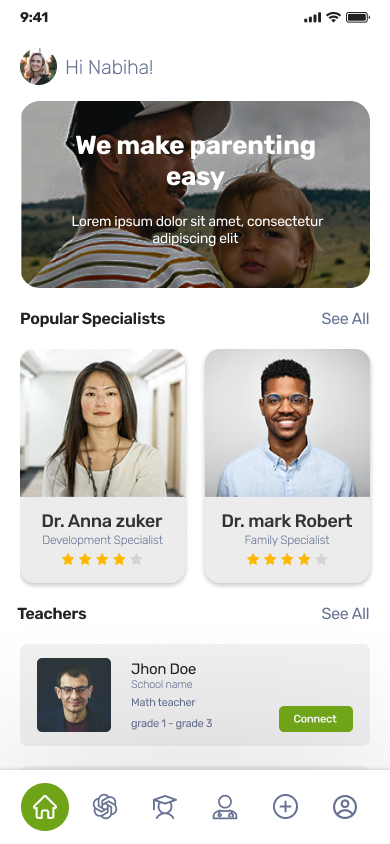 9:41
Hi Nabiha!
We make parenting
easy
Lorem ipsum dolor sit amet, consectetur
adipiscing elit
Popular Specialists
See All
Dr. Anna zuker
Development Specialist
Dr. mark Robert
Family Specialist
Teachers
See All
Jhon Doe
School name
Math teacher
grade 1 - grade 3
Connect